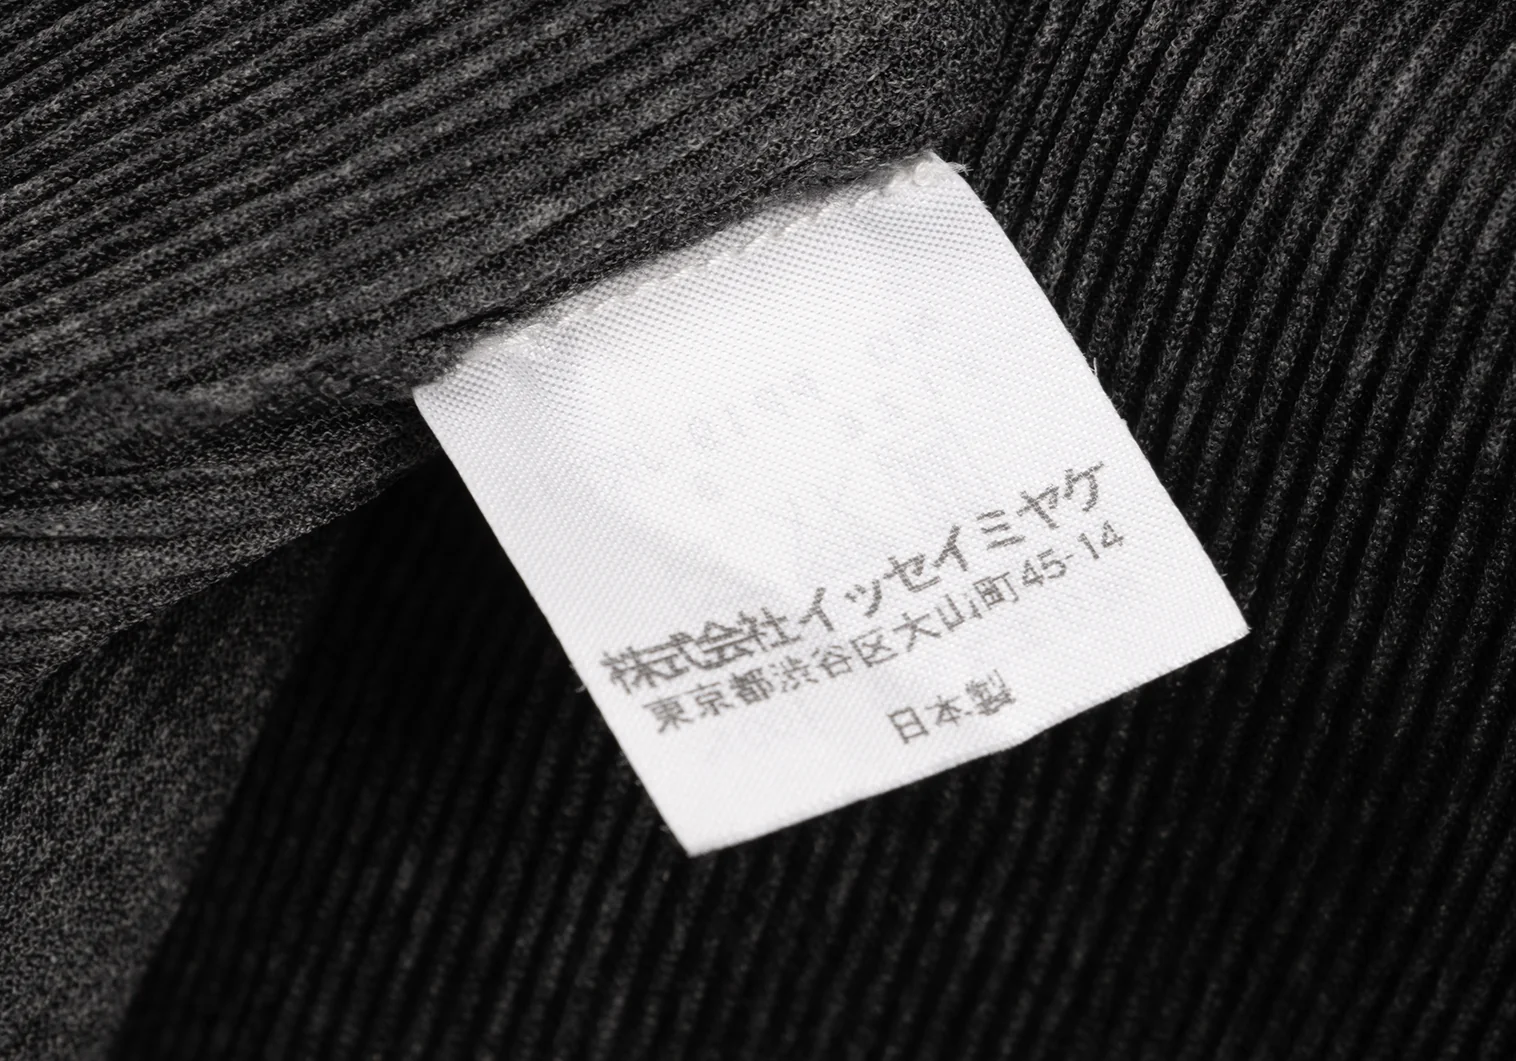 株式会社イッセイミヤケ
東京都渋谷区大山町45-14
日本製